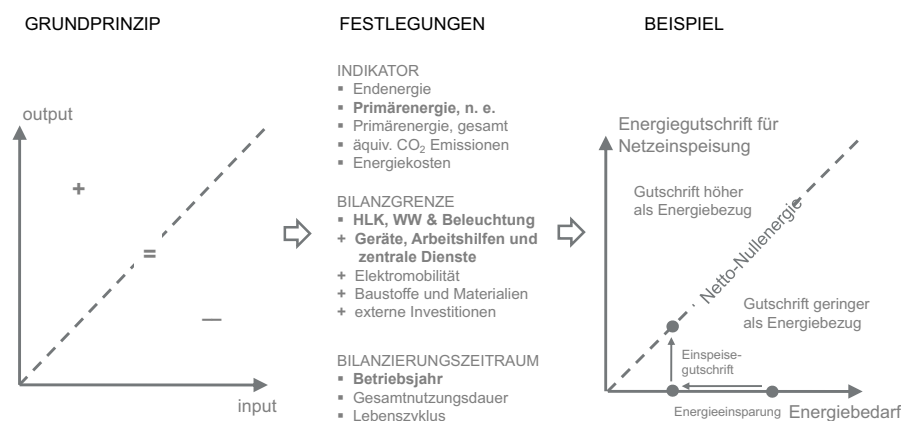 GRUNDPRINZIP
output
+
=
—
input
FESTLEGUNGEN
INDIKATOR
▪ Endenergie
▪ Primärenergie, n. e.
▪ Primärenergie, gesamt
▪ äquiv. CO₂ Emissionen
▪ Energiekosten
BILANZGRENZE
▪ HLK, WW & Beleuchtung
+ Geräte, Arbeitshilfen und
zentrale Dienste
+ Elektromobilität
+ Baustoffe und Materialien
+ externe Investitionen
BILANZIERUNGSZEITRAUM
▪ Betriebsjahr
▪ Gesamtnutzungsdauer
▪ Lebenszyklus
BEISPIEL
Energiegutschrift für
Netzeinspeisung
Gutschrift höher
als Energiebezug
Netto-Nullenergie
Gutschrift geringer
als Energiebezug
Einspeise-
gutschrift
Energieeinsparung
Energiebedarf